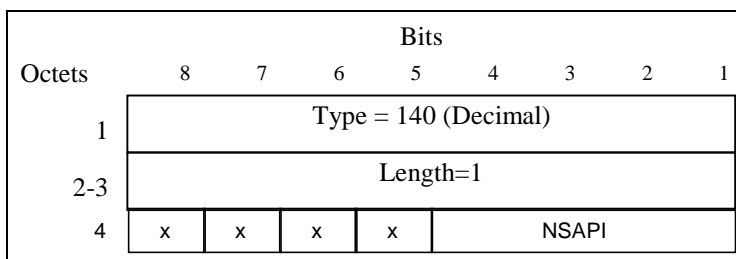 Bits
Octets 8 7 6 5 4 3 2 1
1 Type = 140 (Decimal)
2-3 Length=1
4 x x x x NSAPI